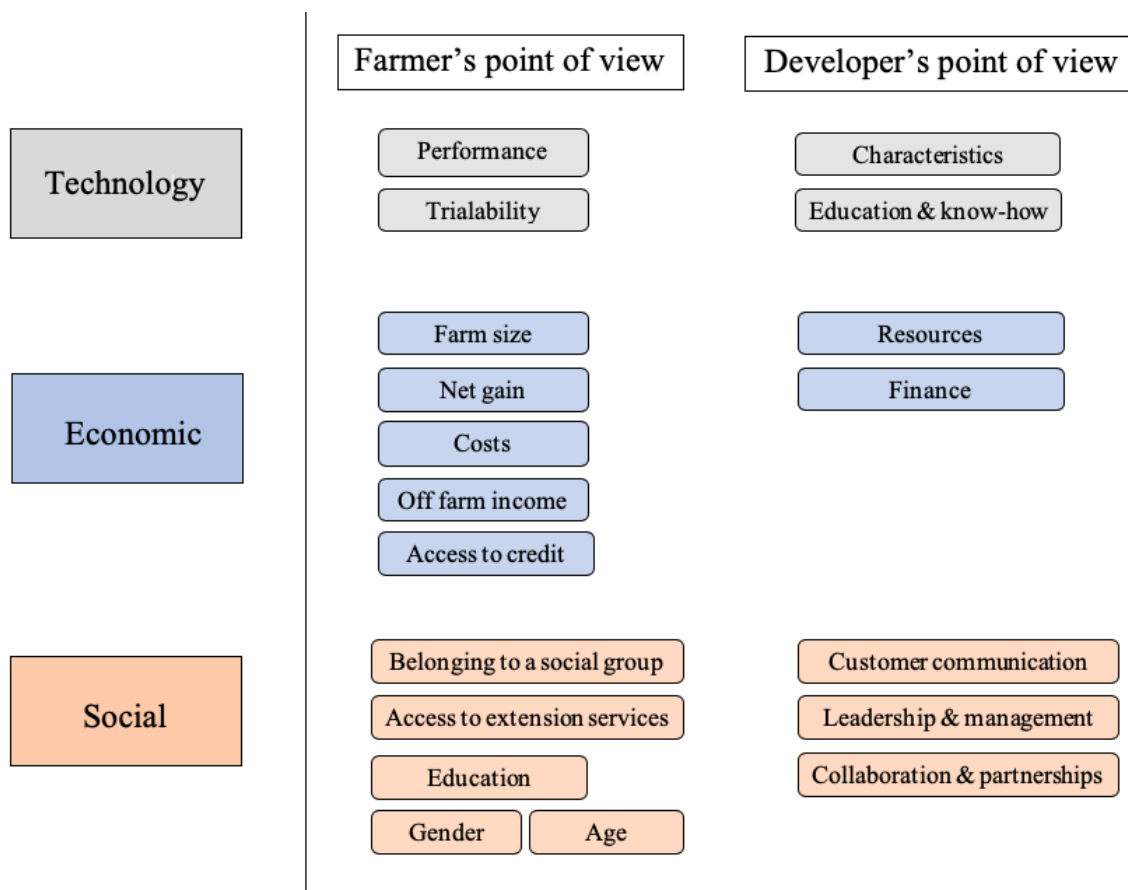 Farmer's point of view
Developer's point of view
Technology
Performance
Trialability
Characteristics
Education & know-how
Economic
Farm size
Net gain
Costs
Off farm income
Access to credit
Resources
Finance
Social
Belonging to a social group
Access to extension services
Education
Gender
Age
Customer communication
Leadership & management
Collaboration & partnerships